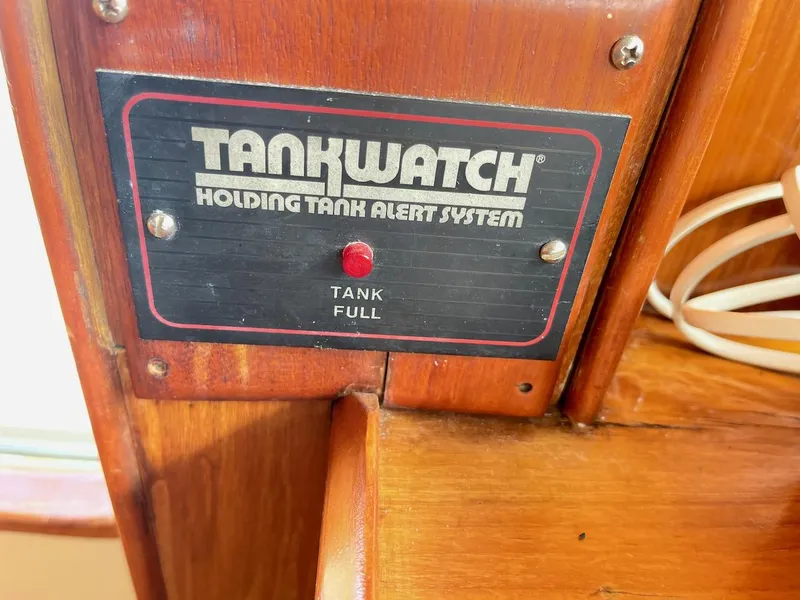 TANKWATCH®
HOLDING TANK ALERT SYSTEM
TANK
FULL